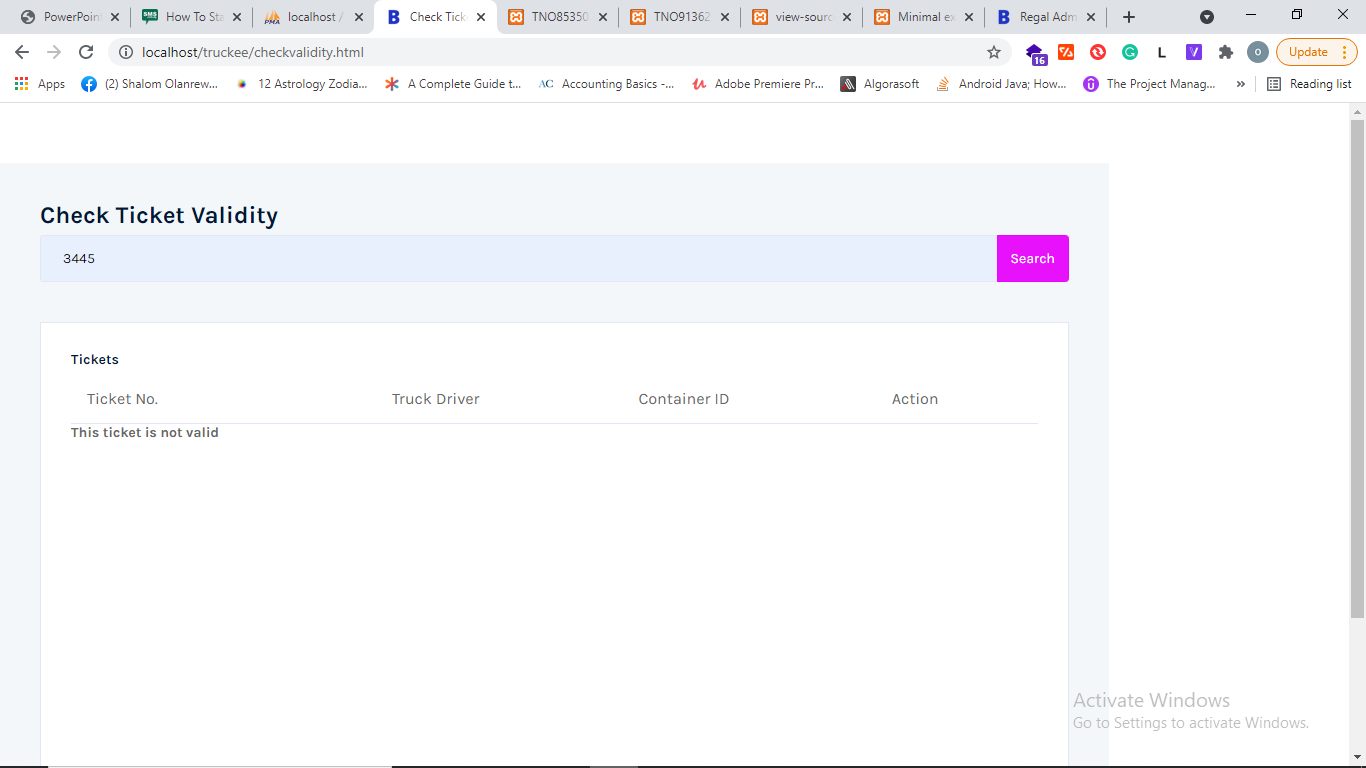 PowerPoin
How To Sta
localhost /
Check Tick
TNO85350
TNO91362
view-sourc
Minimal ex
Regal Adm
localhost/truckee/checkvalidity.html
16
L
O
Update
Apps
(2) Shalom Olanrew...
12 Astrology Zodia...
A Complete Guide t...
AC Accounting Basics -...
Adobe Premiere Pr...
Algorasoft
Android Java; How...
The Project Manag...
»
Reading list
Check Ticket Validity
3445
Search
Tickets
Ticket No. Truck Driver Container ID Action
This ticket is not valid
Activate Windows
Go to Settings to activate Windows.